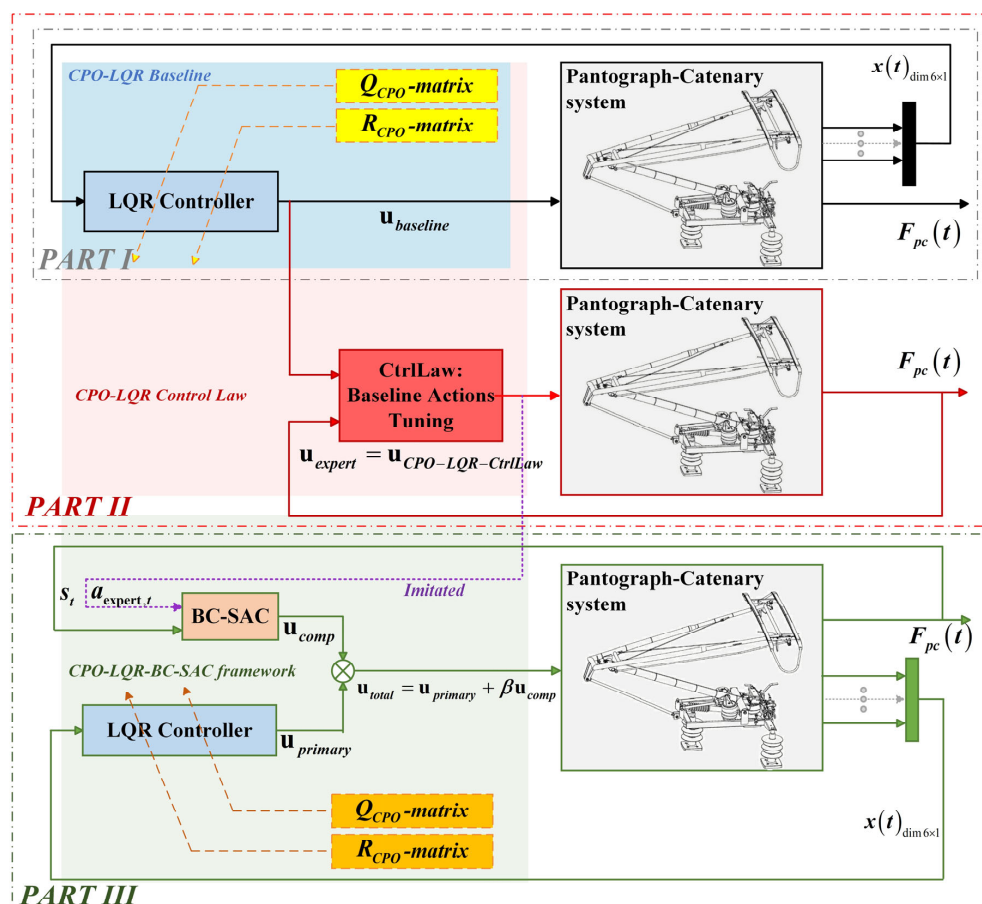 CPO-LQR Baseline
Q_CPO-matrix
R_CPO-matrix
Pantograph-Catenary
system
x(t)_dim 6×1
LQR Controller
u_baseline
F_pc(t)
PART I
Pantograph-Catenary
system
CtrlLaw:
Baseline Actions
Tuning
F_pc(t)
CPO-LQR Control Law
u_expert = u_CPO-LQR-CtrlLaw
PART II
Imitated
s_t
a_expert,t
BC-SAC
u_comp
Pantograph-Catenary
system
F_pc(t)
CPO-LQR-BC-SAC framework
u_total = u_primary + βu_comp
LQR Controller
u_primary
Q_CPO-matrix
R_CPO-matrix
x(t)_dim 6×1
PART III